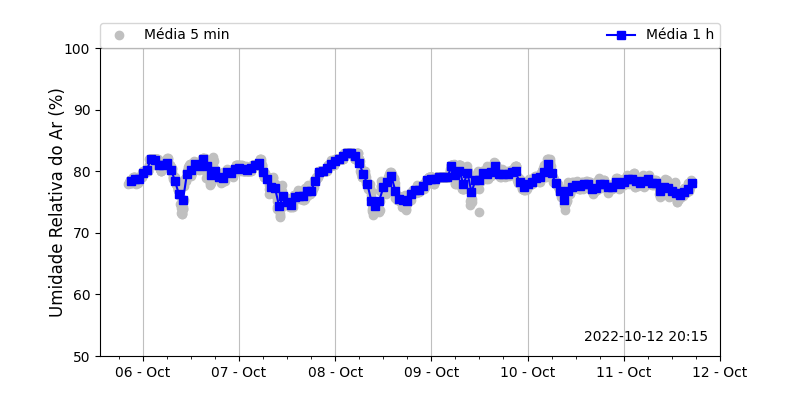 Média 5 min
Média 1 h
100
90
80
70
60
50
Umidade Relativa do Ar (%)
2022-10-12 20:15
06 - Oct
07 - Oct
08 - Oct
09 - Oct
10 - Oct
11 - Oct
12 - Oct